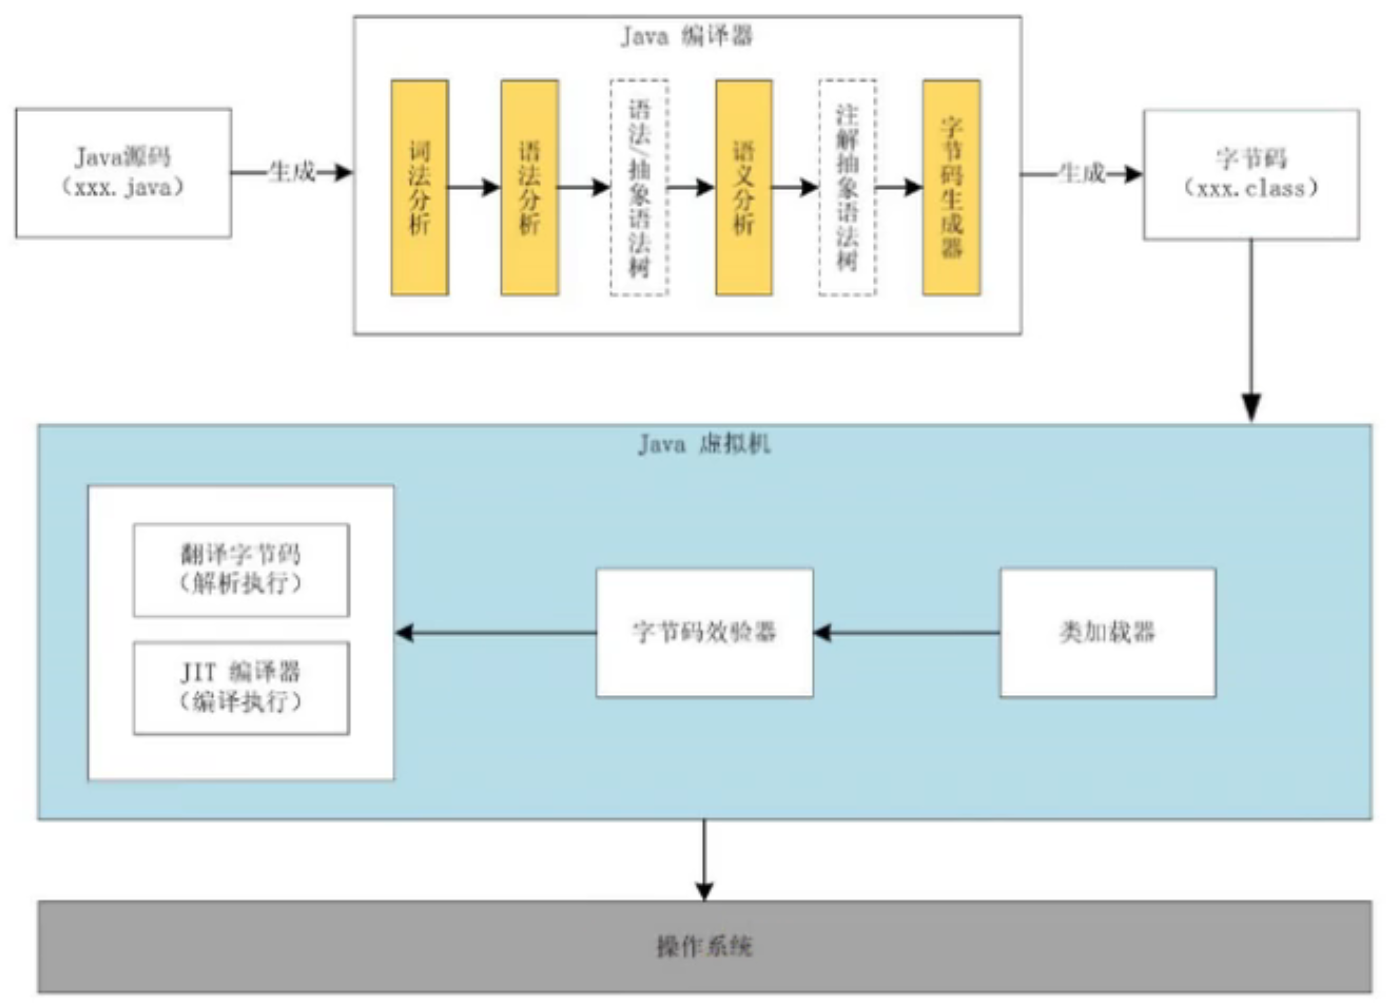 Java 编译器
Java源码
（xxx.java）
生成
词法分析
语法分析
语法/抽象语法树
语义分析
注解抽象语法树
字节码生成器
生成
字节码
（xxx.class）
Java 虚拟机
翻译字节码
（解析执行）
JIT 编译器
（编译执行）
字节码效验器
类加载器
操作系统